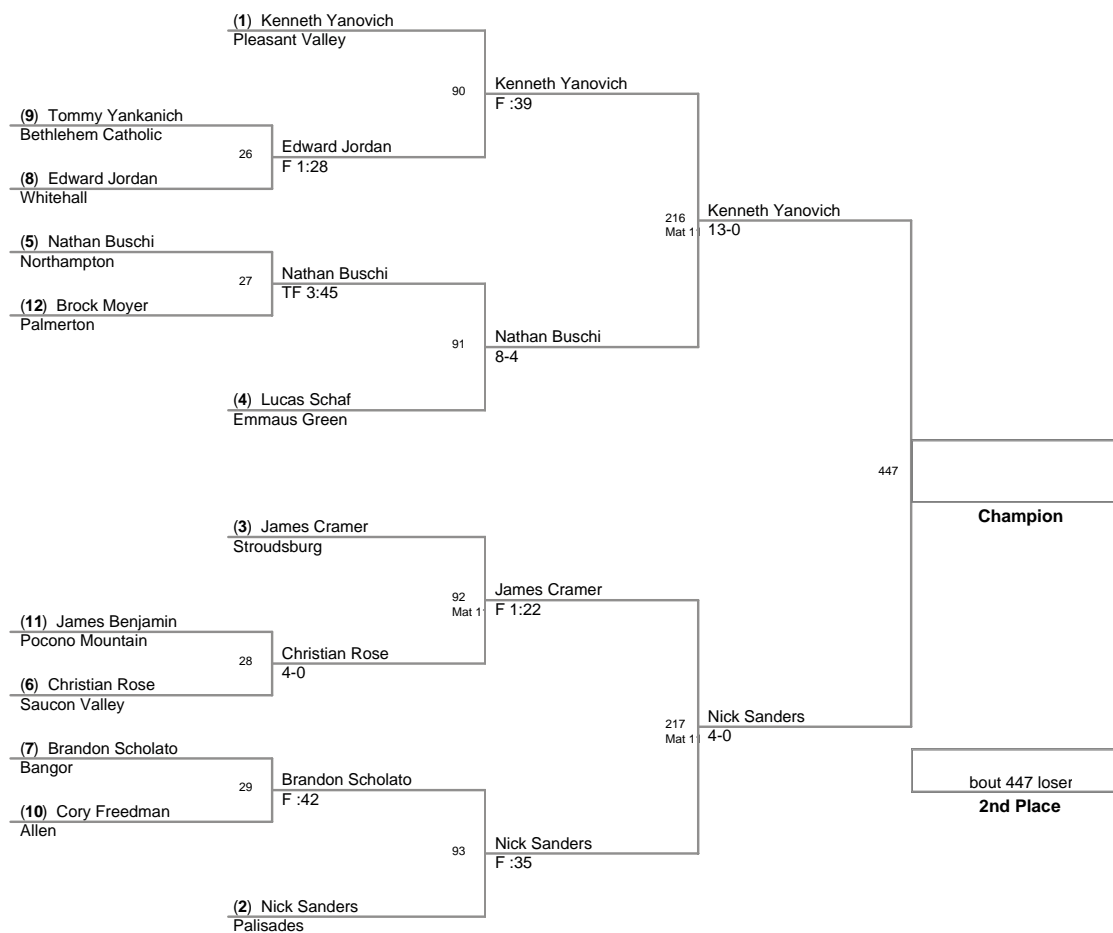 (1) Kenneth Yanovich
Pleasant Valley
90
Kenneth Yanovich
F :39
(9) Tommy Yankanich
Bethlehem Catholic
26
Edward Jordan
F 1:28
(8) Edward Jordan
Whitehall
216
Mat 11
Kenneth Yanovich
13-0
(5) Nathan Buschi
Northampton
27
Nathan Buschi
TF 3:45
(12) Brock Moyer
Palmerton
91
Nathan Buschi
8-4
(4) Lucas Schaf
Emmaus Green
447
Champion
(3) James Cramer
Stroudsburg
92
Mat 11
James Cramer
F 1:22
(11) James Benjamin
Pocono Mountain
28
Christian Rose
4-0
(6) Christian Rose
Saucon Valley
217
Mat 11
Nick Sanders
4-0
(7) Brandon Scholato
Bangor
29
Brandon Scholato
F :42
bout 447 loser
2nd Place
(10) Cory Freedman
Allen
93
Nick Sanders
F :35
(2) Nick Sanders
Palisades